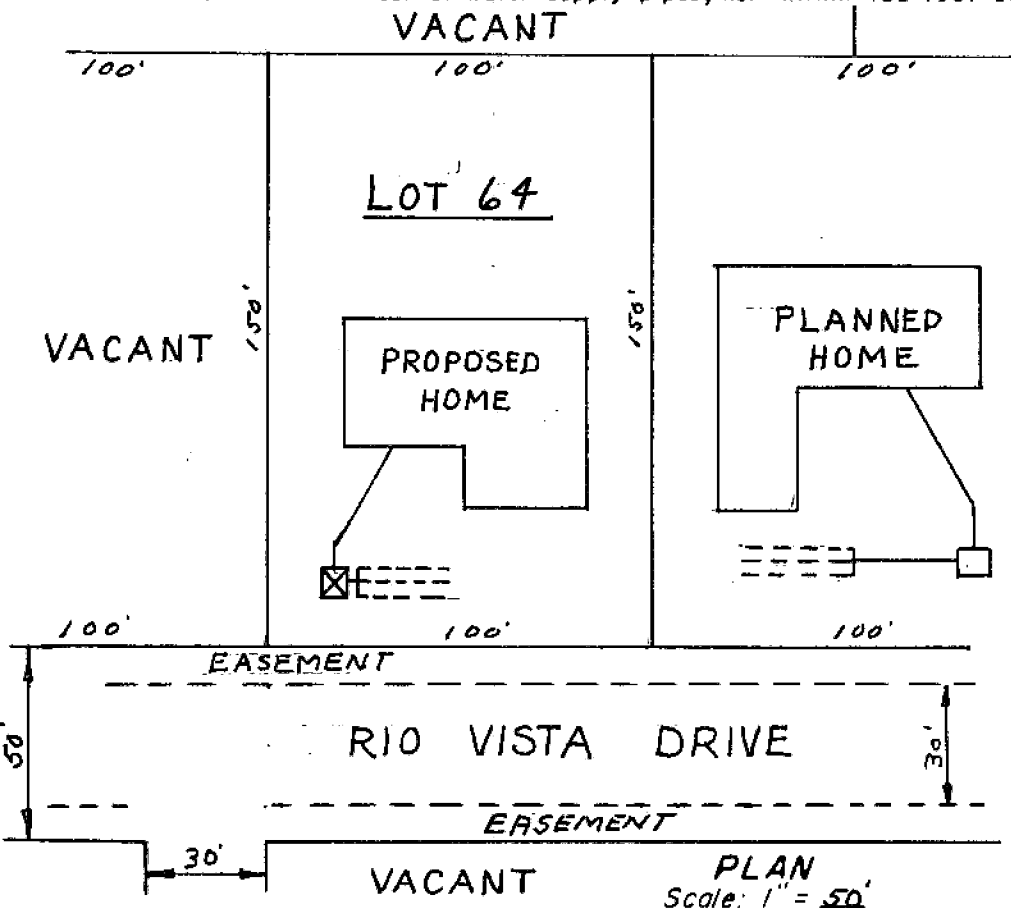 VACANT
100' 100' 100'
LOT 64
150' 150'
VACANT
PROPOSED
HOME
PLANNED
HOME
100' 100' 100'
EASEMENT
50'
RIO VISTA DRIVE
30'
EASEMENT
30'
VACANT
PLAN
Scale: 1" = 50'